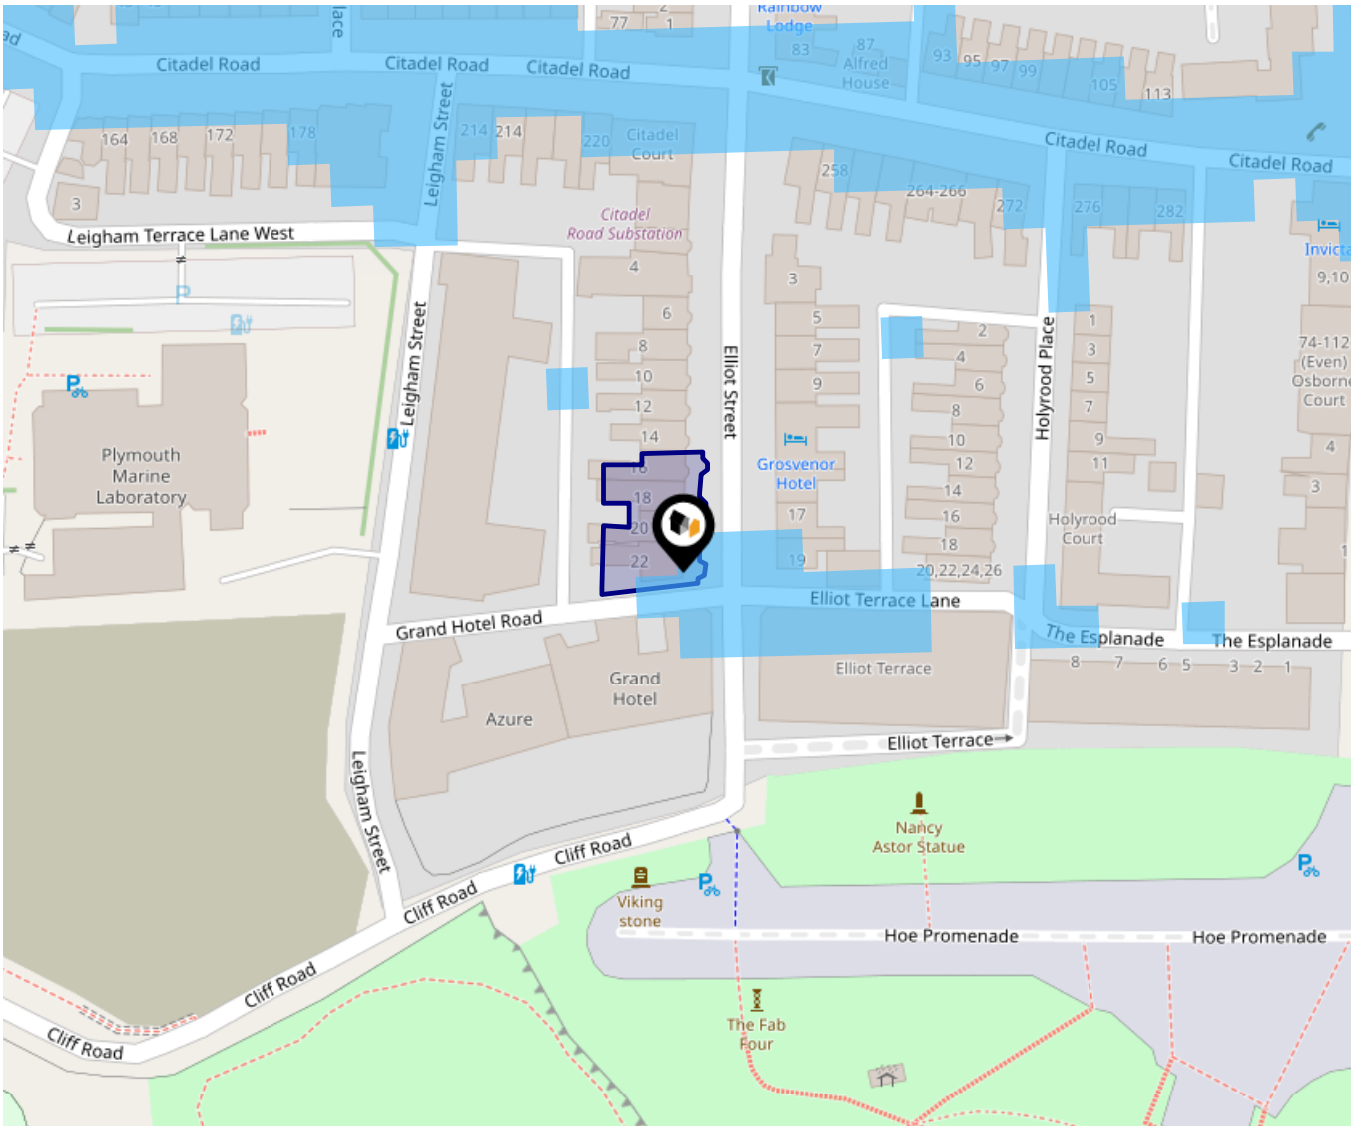 lace
77
2
1
Rainbow
Lodge
83
87
Alfred
House
93
95
97
99
105
113
Citadel Road
Citadel Road
Citadel Road
Citadel Road
Citadel Road
164
168
172
178
Leigham Street
214
214
220
Citadel
Court
258
264-266
272
276
282
3
Leigham Terrace Lane West
Citadel
Road Substation
4
3
Invicta
9,10
P
6
5
2
1
8
7
4
3
74-112
(Even)
Osborne
Court
10
9
6
5
12
8
7
14
10
9
4
Leigham Street
Elliot Street
Holyrood Place
P
Plymouth
Marine
Laboratory
16
Grosvenor
Hotel
12
11
18
14
3
20
17
16
Holyrood
Court
22
19
18
1
20,22,24,26
Elliot Terrace Lane
Grand Hotel Road
The Esplanade
The Esplanade
Elliot Terrace
8
7
6
5
3
2
1
Grand
Hotel
Azure
Elliot Terrace
Leigham Street
Nancy
Astor Statue
Cliff Road
P
P
Viking
stone
Cliff Road
Hoe Promenade
Hoe Promenade
Cliff Road
The Fab
Four
Cliff Road